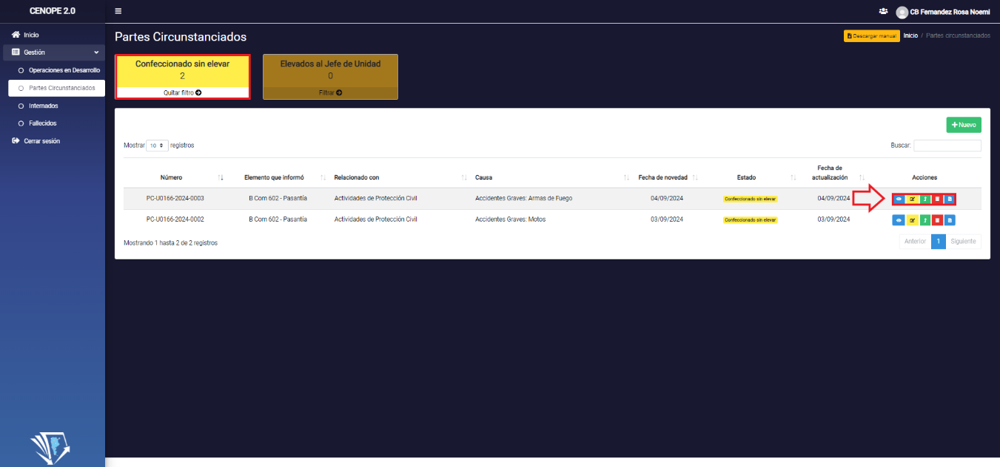 CENOPE 2.0
CB Fernandez Rosa Noemi
Inicio
Gestión
Operaciones en Desarrollo
Partes Circunstanciados
Internados
Fallecidos
Cerrar sesión
Partes Circunstanciados
Descargar manual Inicio / Partes circunstanciados
Confeccionado sin elevar
2
Quitar filtro
Elevados al Jefe de Unidad
0
Filtrar
+ Nuevo
Mostrar 10 registros
Buscar:
Número Elemento que informó Relacionado con Causa Fecha de novedad Estado Fecha de actualización Acciones
PC-U0166-2024-0003 B Com 602 - Pasantía Actividades de Protección Civil Accidentes Graves: Armas de Fuego 04/09/2024 Confeccionado sin elevar 04/09/2024
PC-U0166-2024-0002 B Com 602 - Pasantía Actividades de Protección Civil Accidentes Graves: Motos 03/09/2024 Confeccionado sin elevar 03/09/2024
Mostrando 1 hasta 2 de 2 registros
Anterior 1 Siguiente